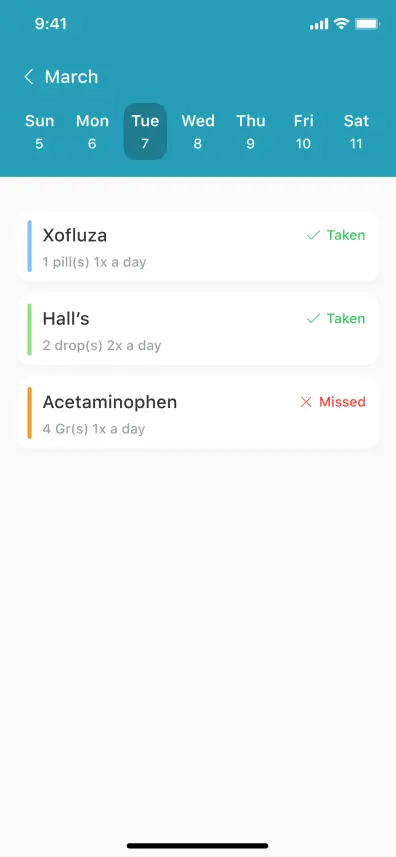 9:41
March
Sun Mon Tue Wed Thu Fri Sat
5 6 7 8 9 10 11
Xofluza Taken
1 pill(s) 1x a day
Hall’s Taken
2 drop(s) 2x a day
Acetaminophen Missed
4 Gr(s) 1x a day